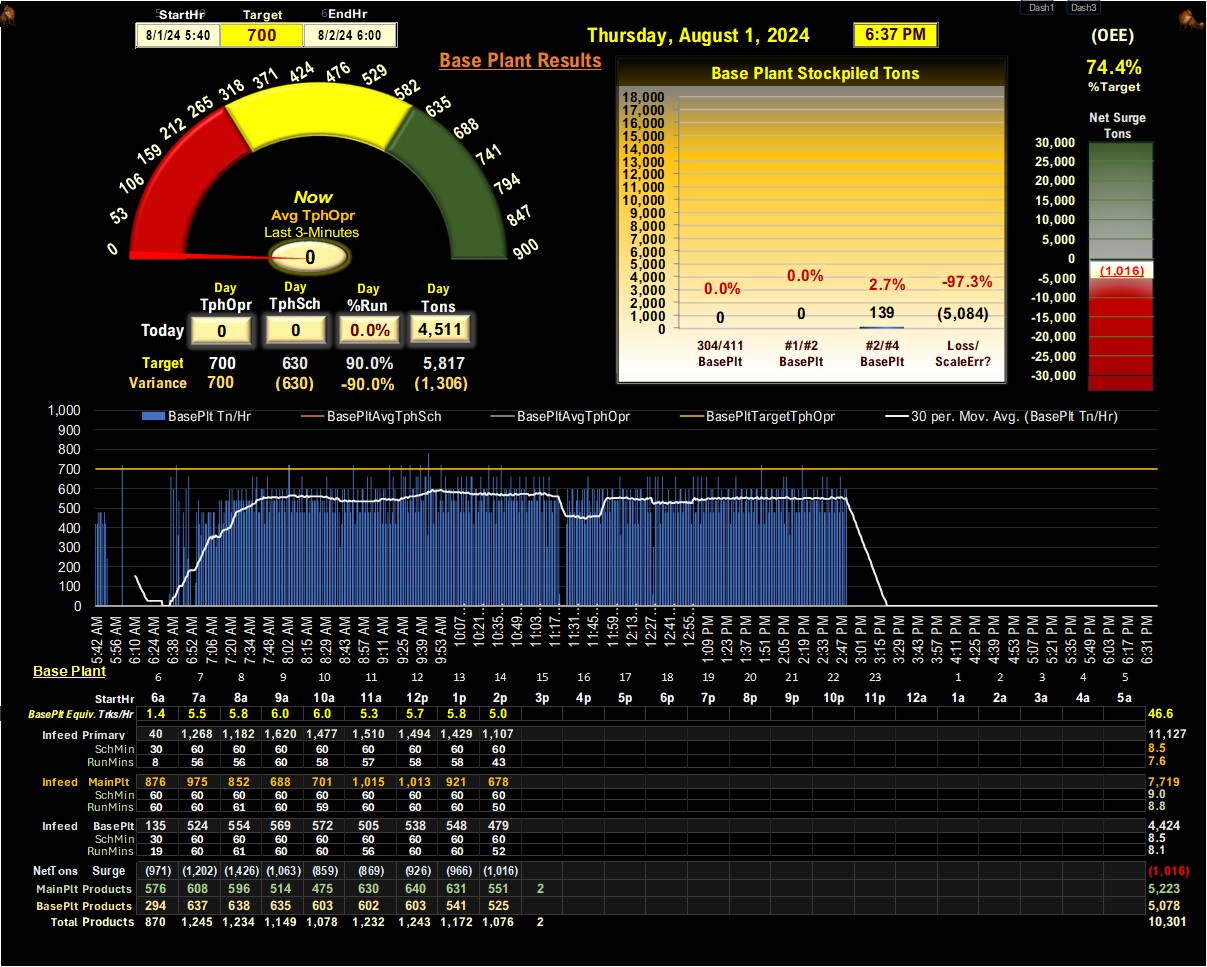 StartHr Target EndHr Dash1 Dash3
8/1/24 5:40 700 8/2/24 6:00 Thursday, August 1, 2024 6:37 PM (OEE)
Base Plant Results
74.4%
%Target
Base Plant Stockpiled Tons
Net Surge
Tons
0 53 106 159 212 265 318 371 424 476 529 582 635 688 741 794 847 900
Now
Avg TphOpr
Last 3-Minutes
0
18,000
17,000
16,000
15,000
14,000
13,000
12,000
11,000
10,000
9,000
8,000
7,000
6,000
5,000
4,000
3,000
2,000
1,000
0
0.0% 0.0% 2.7% -97.3%
0 0 139 (5,084)
304/411 #1/#2 #2/#4 Loss/
BasePlt BasePlt BasePlt ScaleErr?
30,000
25,000
20,000
15,000
10,000
5,000
0
(1,016)
-5,000
-10,000
-15,000
-20,000
-25,000
-30,000
Day Day Day Day
TphOpr TphSch %Run Tons
Today 0 0 0.0% 4,511
Target 700 630 90.0% 5,817
Variance 700 (630) -90.0% (1,306)
BasePlt Tn/Hr BasePltAvgTphSch BasePltAvgTphOpr BasePltTargetTphOpr 30 per. Mov. Avg. (BasePlt Tn/Hr)
1,000
900
800
700
600
500
400
300
200
100
0
5:42 AM 5:56 AM 6:10 AM 6:24 AM 6:38 AM 6:52 AM 7:06 AM 7:20 AM 7:34 AM 7:48 AM 8:02 AM 8:15 AM 8:29 AM 8:43 AM 8:57 AM 9:11 AM 9:25 AM 9:39 AM 9:53 AM 10:07... 10:21... 10:35... 10:49... 11:03... 11:17... 11:31... 11:45... 11:59... 12:13... 12:27... 12:41... 12:55... 1:09 PM 1:23 PM 1:37 PM 1:51 PM 2:05 PM 2:19 PM 2:33 PM 2:47 PM 3:01 PM 3:15 PM 3:29 PM 3:43 PM 3:57 PM 4:11 PM 4:25 PM 4:39 PM 4:53 PM 5:07 PM 5:21 PM 5:35 PM 5:49 PM 6:03 PM 6:17 PM 6:31 PM
Base Plant
6 7 8 9 10 11 12 13 14 15 16 17 18 19 20 21 22 23 1 2 3 4 5
StartHr 6a 7a 8a 9a 10a 11a 12p 1p 2p 3p 4p 5p 6p 7p 8p 9p 10p 11p 12a 1a 2a 3a 4a 5a
BasePlt Equiv. Trks/Hr 1.4 5.5 5.8 6.0 6.0 5.3 5.7 5.8 5.0 46.6
Infeed Primary 40 1,268 1,182 1,620 1,477 1,510 1,494 1,429 1,107 11,127
SchMin 30 60 60 60 60 60 60 60 60 8.5
RunMins 8 56 56 60 58 57 58 58 43 7.6
Infeed MainPlt 876 975 852 688 701 1,015 1,013 921 678 7,719
SchMin 60 60 60 60 60 60 60 60 60 9.0
RunMins 60 60 61 60 59 60 60 60 50 8.8
Infeed BasePlt 135 524 554 569 572 505 538 548 479 4,424
SchMin 30 60 60 60 60 60 60 60 60 8.5
RunMins 19 60 61 60 60 56 60 60 52 8.1
NetTons Surge (971) (1,202) (1,426) (1,063) (859) (869) (926) (966) (1,016) (1,016)
MainPlt Products 576 608 596 514 475 630 640 631 551 2 5,223
BasePlt Products 294 637 638 635 603 602 603 541 525 5,078
Total Products 870 1,245 1,234 1,149 1,078 1,232 1,243 1,172 1,076 2 10,301